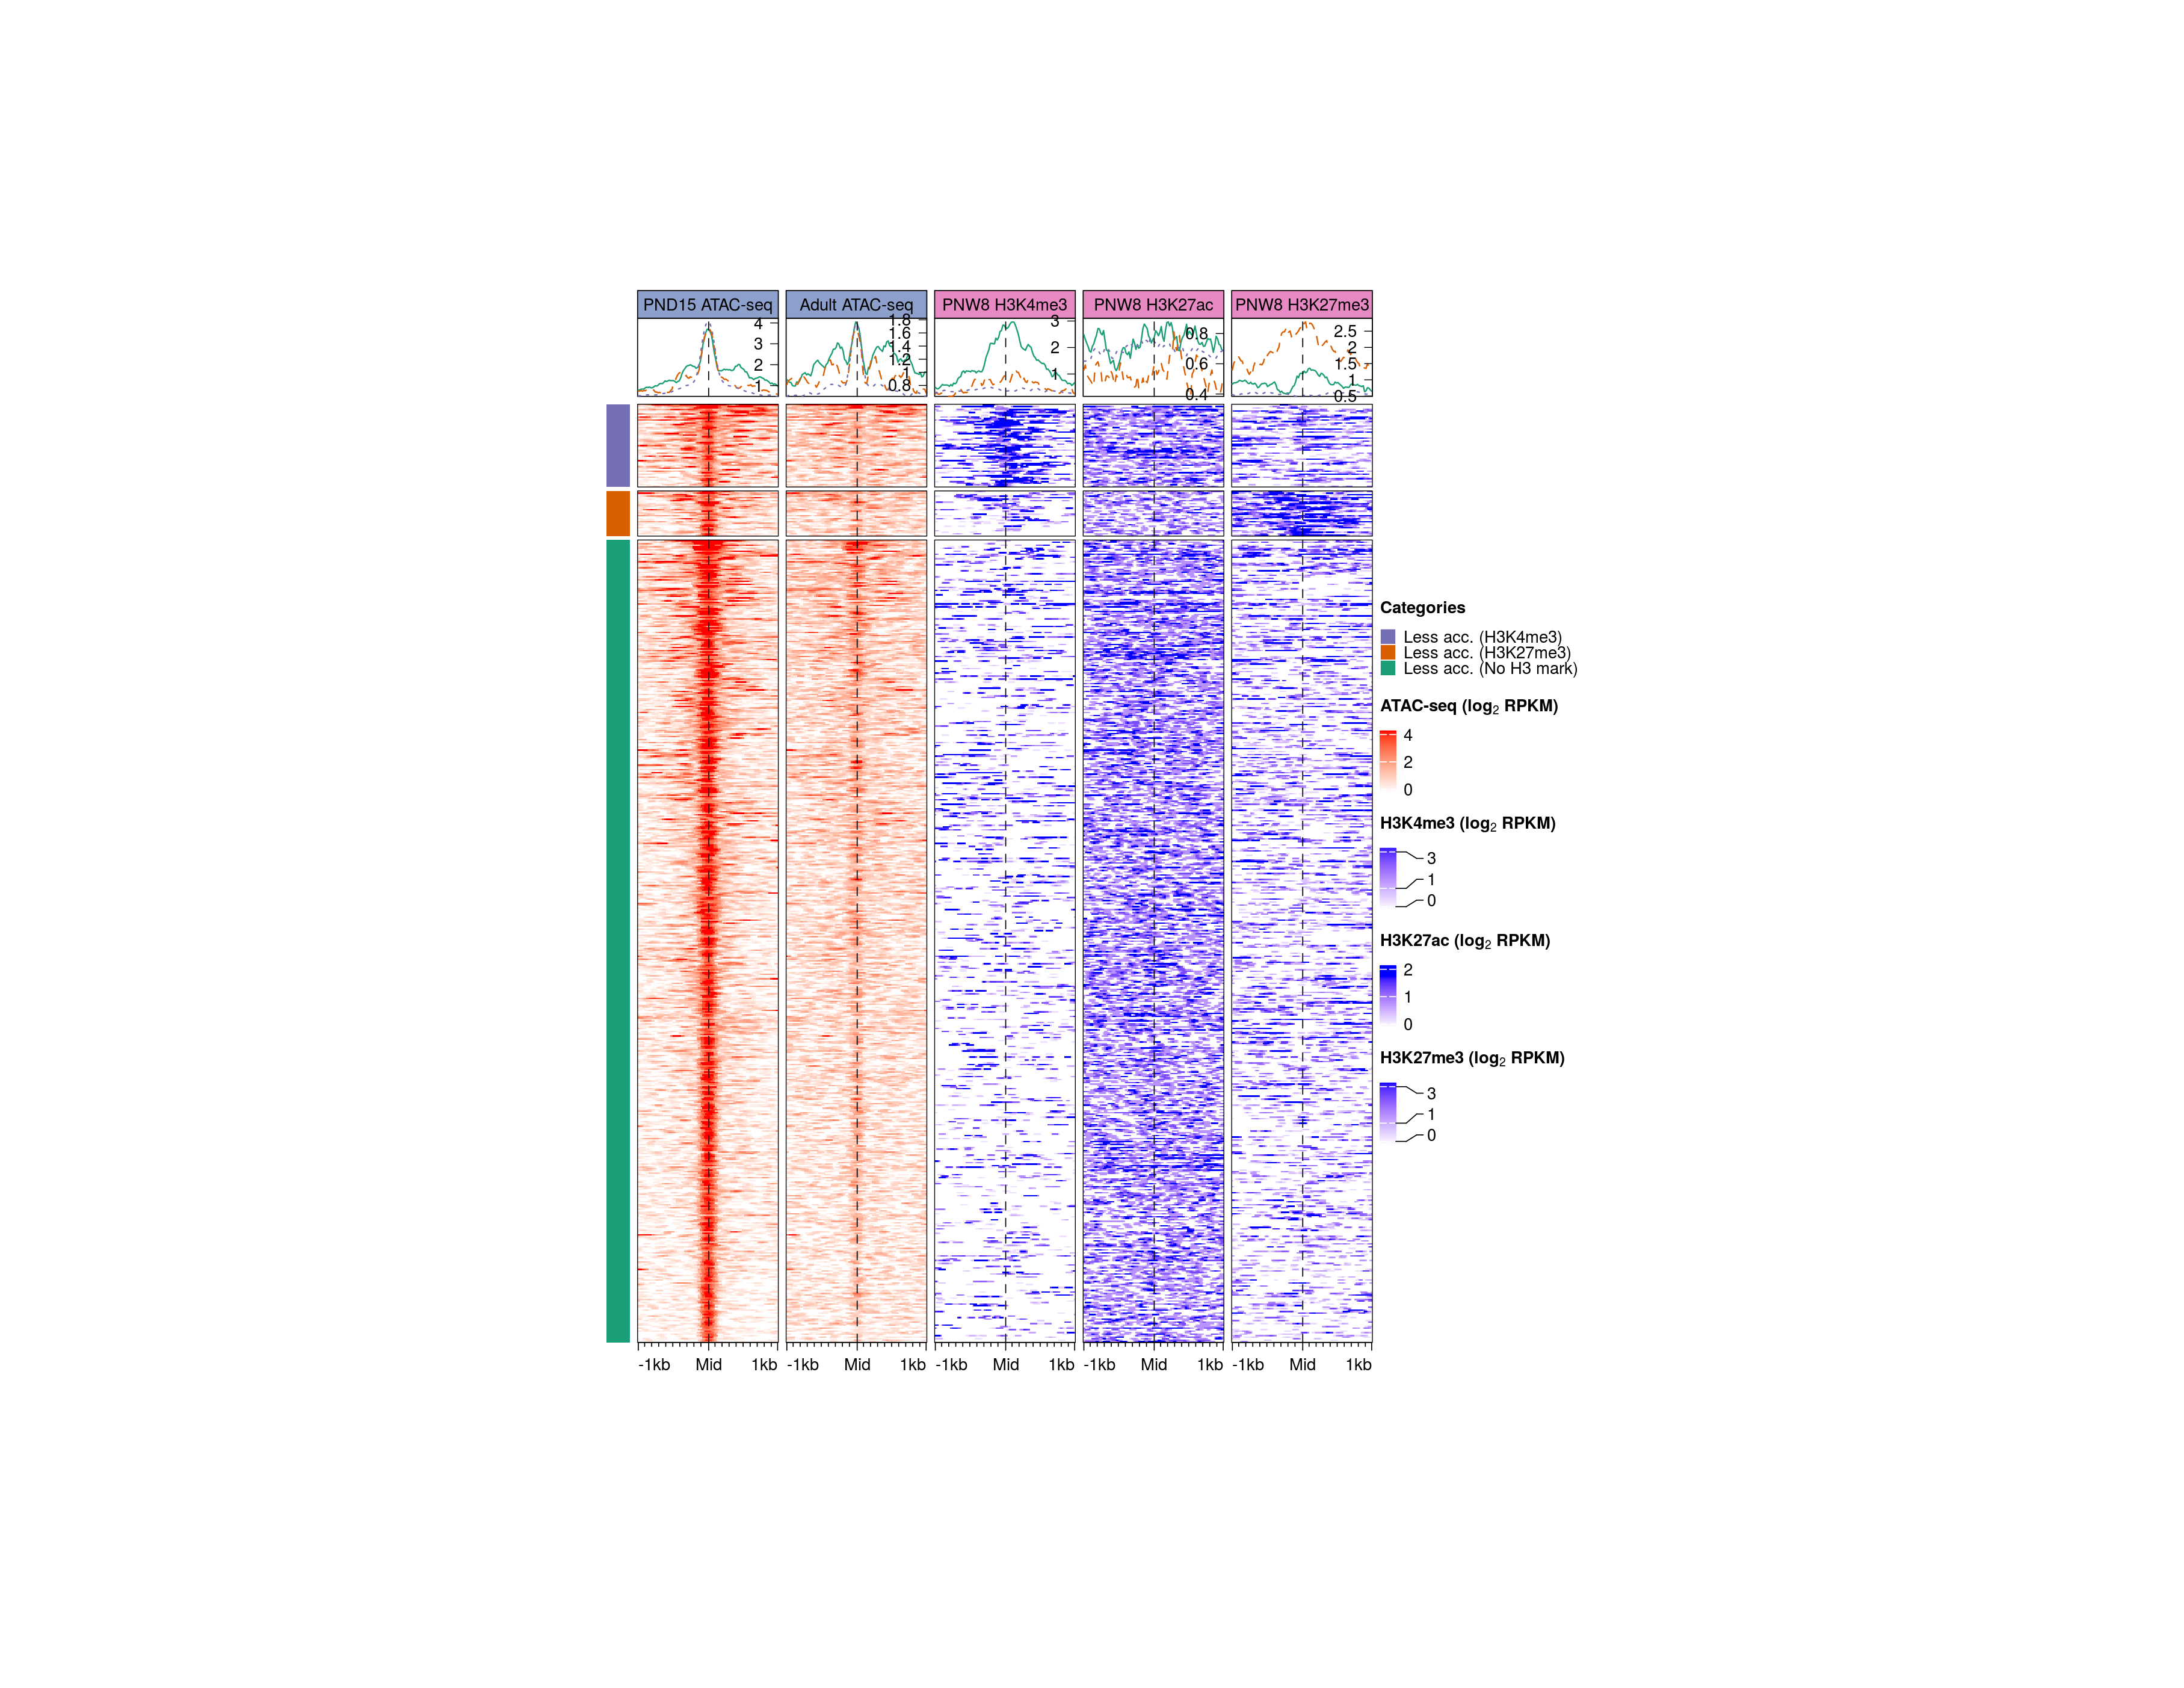 PND15 ATAC-seq
Adult ATAC-seq
PNW8 H3K4me3
PNW8 H3K27ac
PNW8 H3K27me3
4
3
2
1
1.8
1.6
1.4
1.2
1
0.8
3
2
1
0.8
0.6
0.4
2.5
2
1.5
1
0.5
Categories
Less acc. (H3K4me3)
Less acc. (H3K27me3)
Less acc. (No H3 mark)
ATAC-seq (log2 RPKM)
4
2
0
H3K4me3 (log2 RPKM)
3
1
0
H3K27ac (log2 RPKM)
2
1
0
H3K27me3 (log2 RPKM)
3
1
0
-1kb Mid 1kb
-1kb Mid 1kb
-1kb Mid 1kb
-1kb Mid 1kb
-1kb Mid 1kb